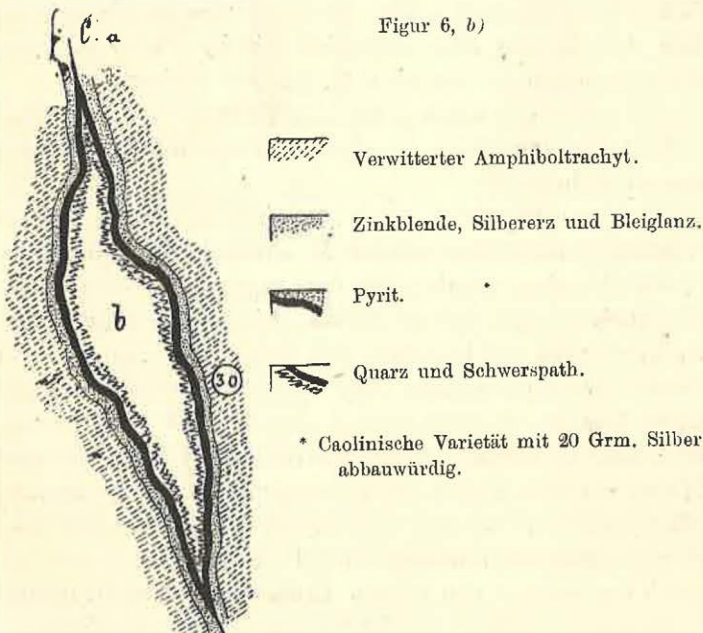 Figur 6, b)
C. a
Verwitterter Amphiboltrachyt.
Zinkblende, Silbererz und Bleiglanz.
Pyrit.
b
30
Quarz und Schwerspath.
* Caolinische Varietät mit 20 Grm. Silber
abbauwürdig.